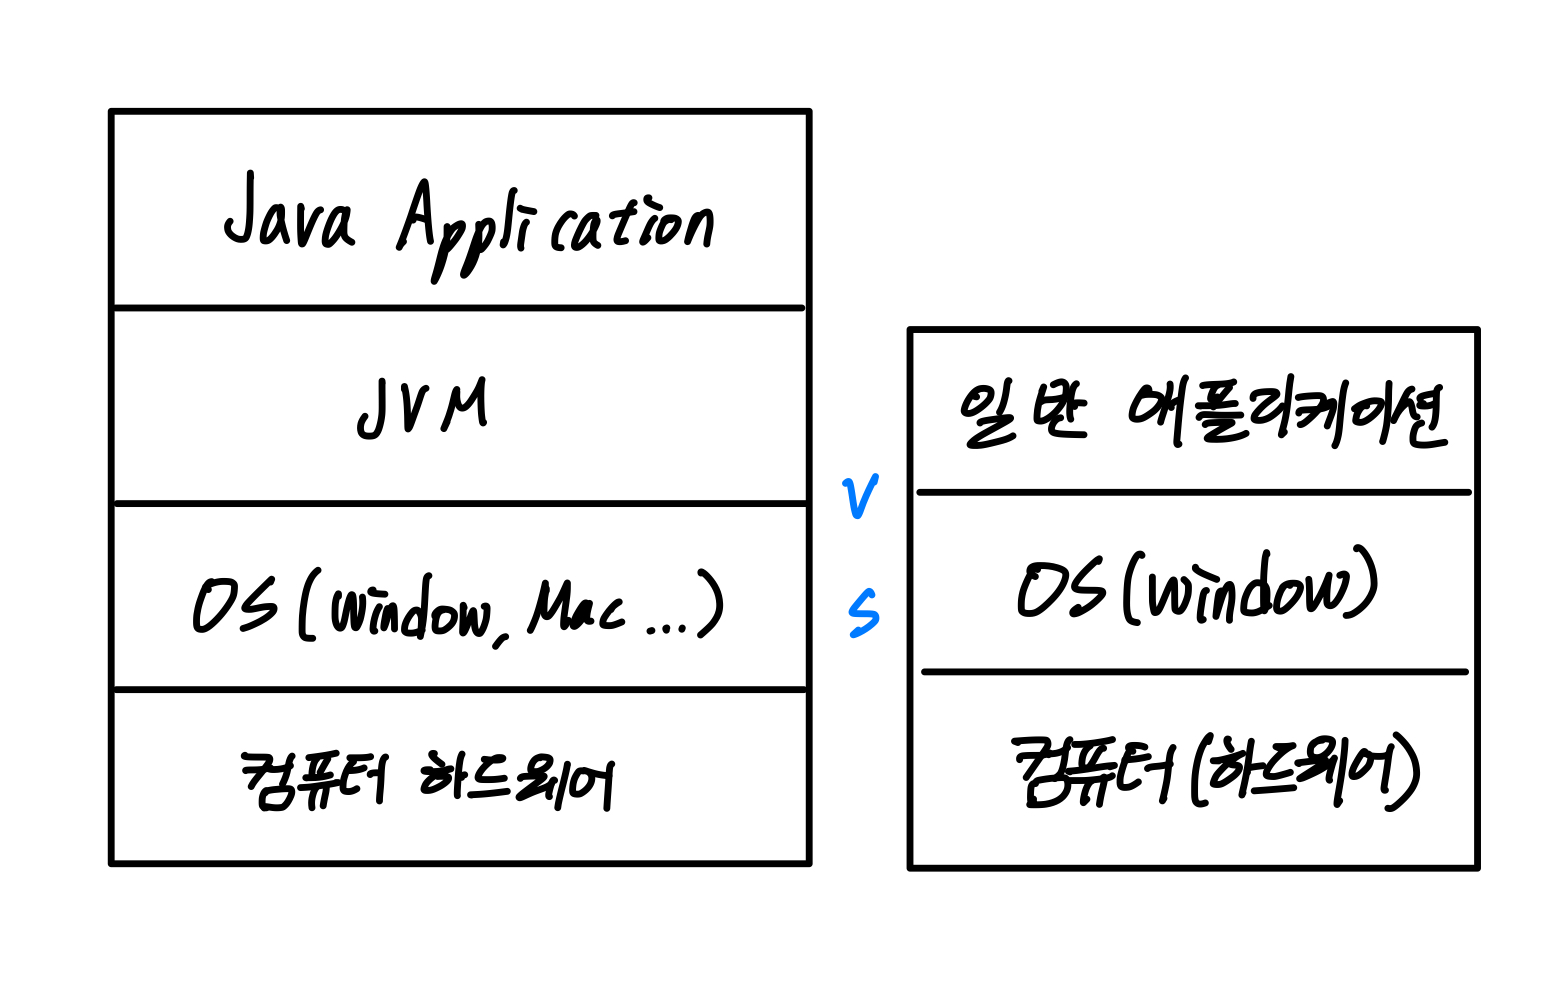 Java Application
JVM
OS (window, Mac ...)
컴퓨터 하드웨어
v
s
일반 애플리케이션
OS (window)
컴퓨터 (하드웨어)